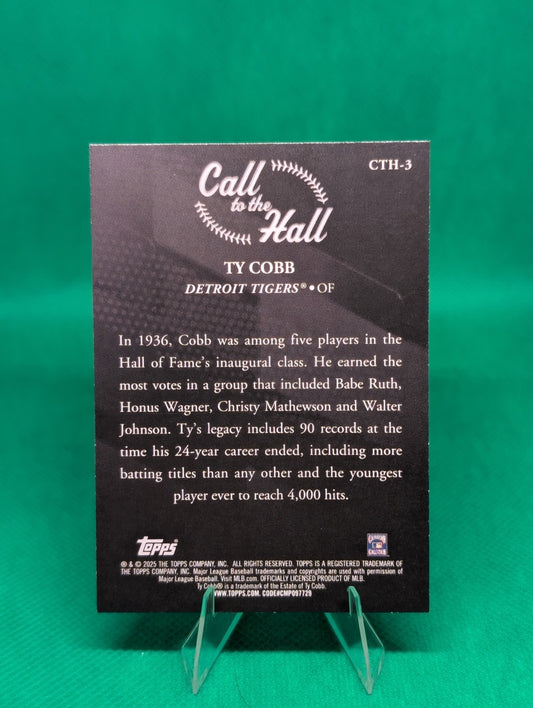 CTH-3
Call
to the
Hall
TY COBB
DETROIT TIGERS® • OF
In 1936, Cobb was among five players in the
Hall of Fame's inaugural class. He earned the
most votes in a group that included Babe Ruth,
Honus Wagner, Christy Mathewson and Walter
Johnson. Ty's legacy includes 90 records at the
time his 24-year career ended, including more
batting titles than any other and the youngest
player ever to reach 4,000 hits.
Topps
® & © 2025 THE TOPPS COMPANY, INC. ALL RIGHTS RESERVED. TOPPS IS A REGISTERED TRADEMARK OF
THE TOPPS COMPANY, INC. Major League Baseball trademarks and copyrights are used with permission of
Major League Baseball. Visit MLB.com. OFFICIALLY LICENSED PRODUCT OF MLB.
Ty Cobb® is a trademark of the Estate of Ty Cobb.
WWW.TOPPS.COM. CODE#CMP097729